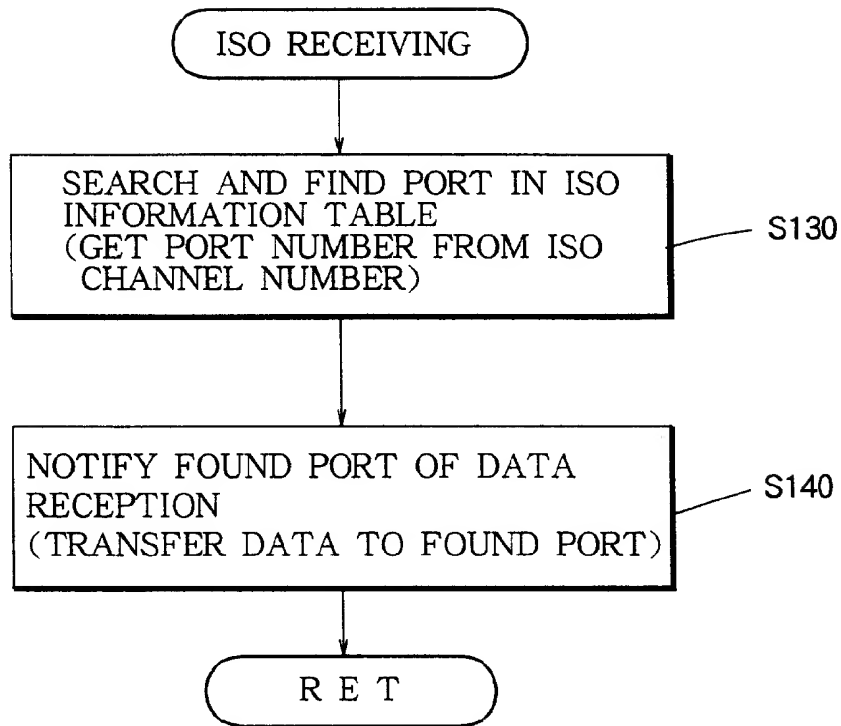 ISO RECEIVING
SEARCH AND FIND PORT IN ISO
INFORMATION TABLE
(GET PORT NUMBER FROM ISO
CHANNEL NUMBER)
S130
NOTIFY FOUND PORT OF DATA
RECEPTION
(TRANSFER DATA TO FOUND PORT)
S140
RET